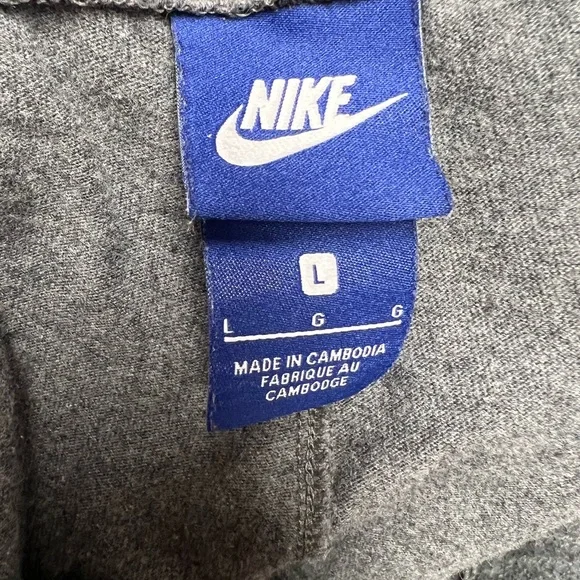 NIKE
L
L G G
MADE IN CAMBODIA
FABRIQUE AU
CAMBODGE